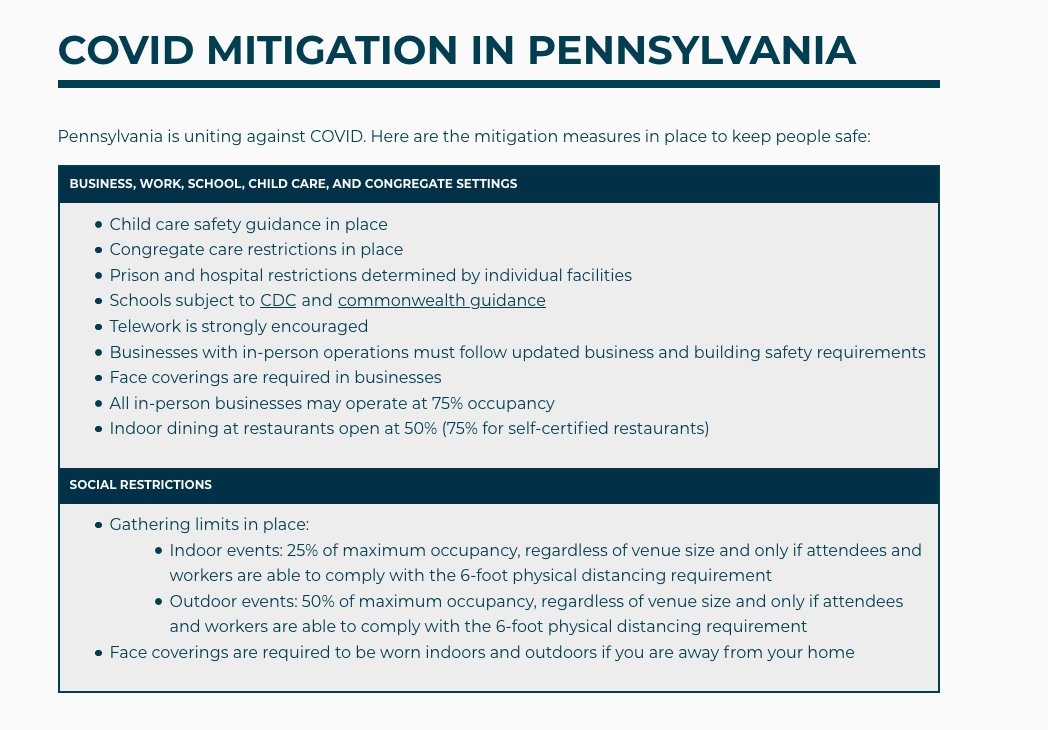 COVID MITIGATION IN PENNSYLVANIA
Pennsylvania is uniting against COVID. Here are the mitigation measures in place to keep people safe:
BUSINESS, WORK, SCHOOL, CHILD CARE, AND CONGREGATE SETTINGS
• Child care safety guidance in place
• Congregate care restrictions in place
• Prison and hospital restrictions determined by individual facilities
• Schools subject to CDC and commonwealth guidance
• Telework is strongly encouraged
• Businesses with in-person operations must follow updated business and building safety requirements
• Face coverings are required in businesses
• All in-person businesses may operate at 75% occupancy
• Indoor dining at restaurants open at 50% (75% for self-certified restaurants)
SOCIAL RESTRICTIONS
• Gathering limits in place:
• Indoor events: 25% of maximum occupancy, regardless of venue size and only if attendees and
workers are able to comply with the 6-foot physical distancing requirement
• Outdoor events: 50% of maximum occupancy, regardless of venue size and only if attendees
and workers are able to comply with the 6-foot physical distancing requirement
• Face coverings are required to be worn indoors and outdoors if you are away from your home